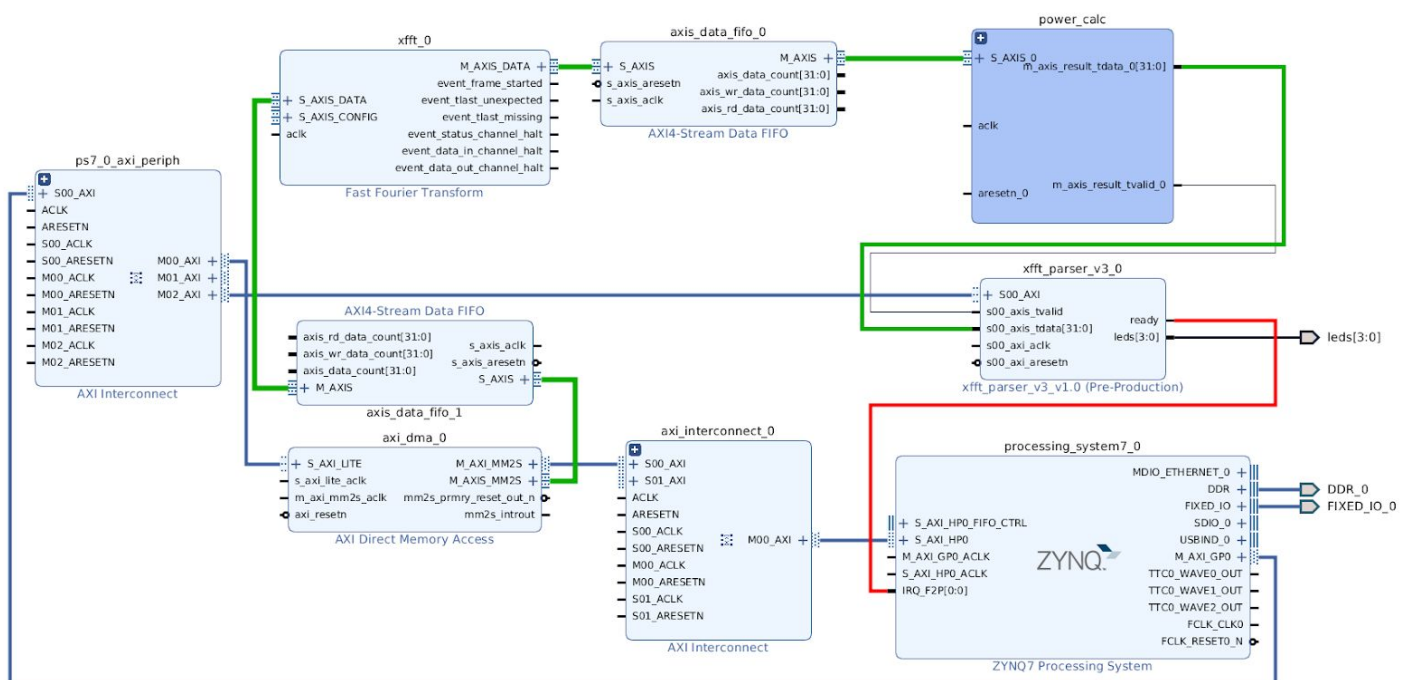 xfft_0
M_AXIS_DATA
event_frame_started
S_AXIS_DATA
event_tlast_unexpected
S_AXIS_CONFIG
event_tlast_missing
aclk
event_status_channel_halt
event_data_in_channel_halt
event_data_out_channel_halt
Fast Fourier Transform
axis_data_fifo_0
S_AXIS
M_AXIS
s_axis_aresetn
axis_data_count[31:0]
s_axis_aclk
axis_wr_data_count[31:0]
axis_rd_data_count[31:0]
AXI4-Stream Data FIFO
power_calc
S_AXIS_0
m_axis_result_tdata_0[31:0]
aclk
aresetn_0
m_axis_result_tvalid_0
ps7_0_axi_periph
S00_AXI
ACLK
ARESETN
S00_ACLK
S00_ARESETN
M00_AXI
M00_ACLK
M01_AXI
M00_ARESETN
M02_AXI
M01_ACLK
M01_ARESETN
M02_ACLK
M02_ARESETN
AXI Interconnect
xfft_parser_v3_0
S00_AXI
s00_axis_tvalid
ready
s00_axis_tdata[31:0]
leds[3:0]
s00_axi_aclk
s00_axi_aresetn
xfft_parser_v3_v1.0 (Pre-Production)
leds[3:0]
AXI4-Stream Data FIFO
axis_rd_data_count[31:0]
s_axis_aclk
axis_wr_data_count[31:0]
s_axis_aresetn
axis_data_count[31:0]
S_AXIS
M_AXIS
axis_data_fifo_1
axi_dma_0
S_AXI_LITE
M_AXI_MM2S
s_axi_lite_aclk
M_AXIS_MM2S
m_axi_mm2s_aclk
mm2s_prmry_reset_out_n
axi_resetn
mm2s_introut
AXI Direct Memory Access
axi_interconnect_0
S00_AXI
S01_AXI
ACLK
ARESETN
S00_ACLK
S00_ARESETN
M00_AXI
M00_ACLK
M00_ARESETN
S01_ACLK
S01_ARESETN
AXI Interconnect
processing_system7_0
MDIO_ETHERNET_0
DDR
FIXED_IO
S_AXI_HP0_FIFO_CTRL
SDIO_0
S_AXI_HP0
USBIND_0
M_AXI_GP0_ACLK
M_AXI_GP0
S_AXI_HP0_ACLK
TTC0_WAVE0_OUT
IRQ_F2P[0:0]
TTC0_WAVE1_OUT
TTC0_WAVE2_OUT
FCLK_CLK0
FCLK_RESET0_N
ZYNQ
ZYNQ7 Processing System
DDR_0
FIXED_IO_0